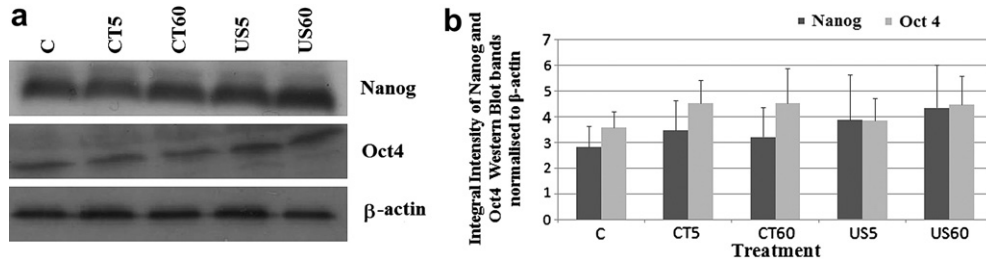 a
C CT5 CT60 US5 US60
Nanog
Oct4
β-actin
b
Nanog Oct 4
Integral Intensity of Nanog and
Oct4 Western Blot bands
normalised to β-actin
7
6
5
4
3
2
1
0
C CT5 CT60 US5 US60
Treatment